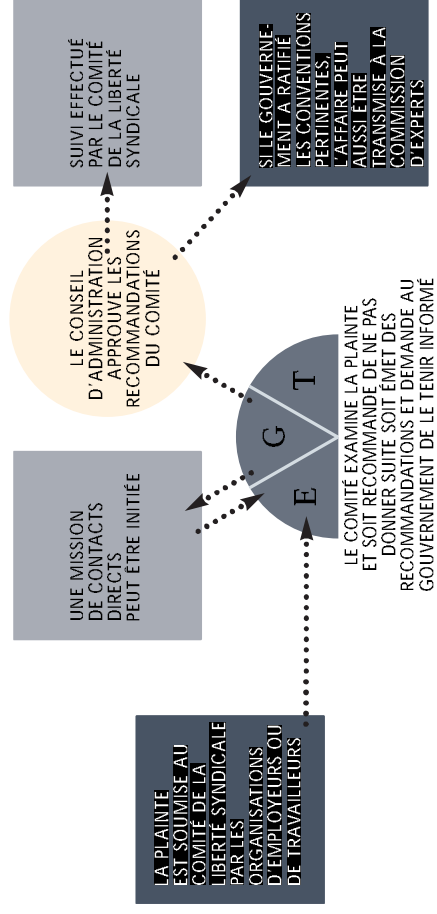 LA PLAINTE
EST SOUMISE AU
COMITÉ DE LA
LIBERTÉ SYNDICALE
PAR LES
ORGANISATIONS
D'EMPLOYEURS OU
DE TRAVAILLEURS
UNE MISSION
DE CONTACTS
DIRECTS
PEUT ÊTRE INITIÉE
E
G
T
LE COMITÉ EXAMINE LA PLAINTE
ET SOIT RECOMMANDE DE NE PAS
DONNER SUITE SOIT ÉMET DES
RECOMMANDATIONS ET DEMANDE AU
GOUVERNEMENT DE LE TENIR INFORMÉ
LE CONSEIL
D'ADMINISTRATION
APPROUVE LES
RECOMMANDATIONS
DU COMITÉ
SUIVI EFFECTUÉ
PAR LE COMITÉ
DE LA LIBERTÉ
SYNDICALE
SI LE GOUVERNE-
MENT A RATIFIÉ
LES CONVENTIONS
PERTINENTES,
L'AFFAIRE PEUT
AUSSI ÊTRE
TRANSMISE À LA
COMMISSION
D'EXPERTS